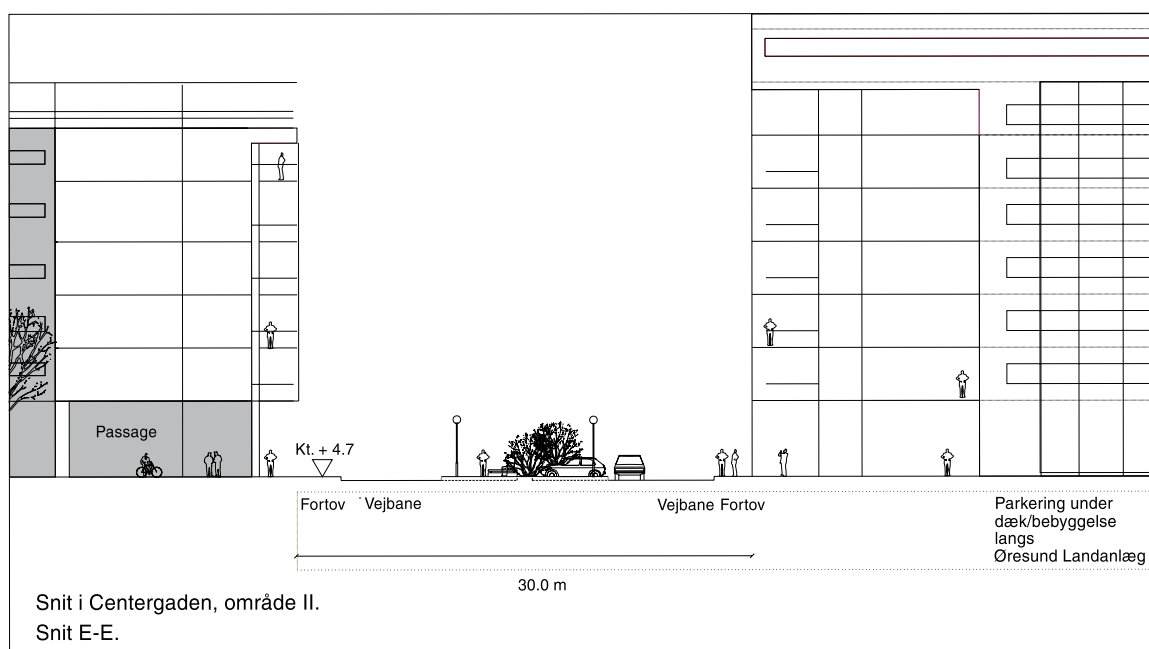 Passage
Kt. + 4.7
Fortov
Vejbane
Vejbane Fortov
Parkering under
dæk/bebyggelse
langs
Øresund Landanlæg
30.0 m
Snit i Centergaden, område II.
Snit E-E.